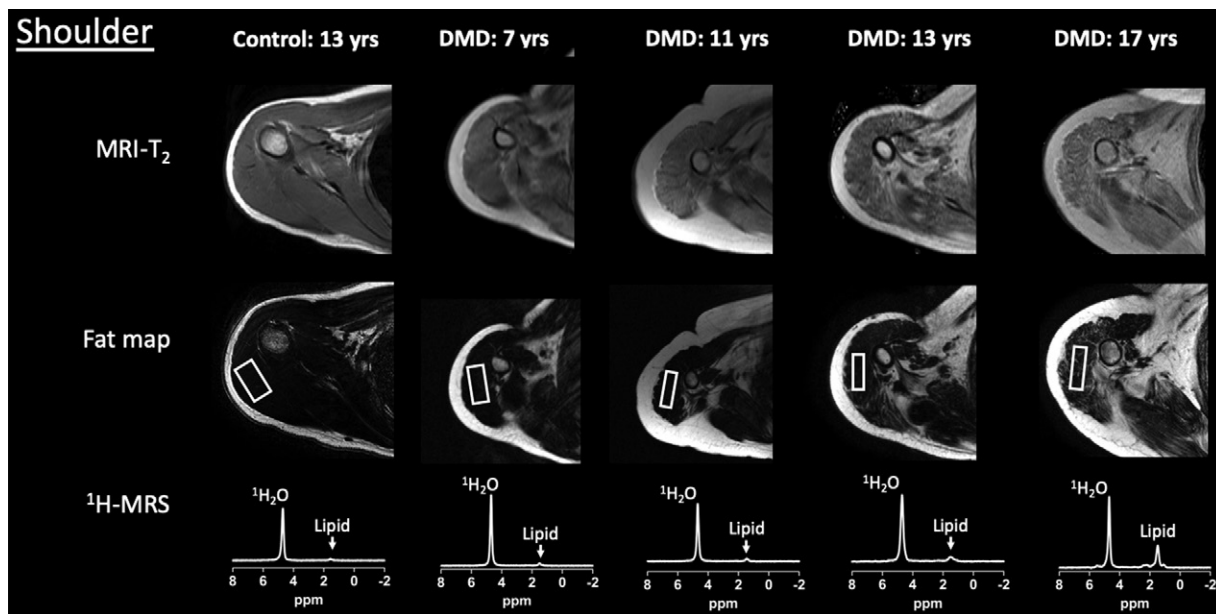 Shoulder
Control: 13 yrs DMD: 7 yrs DMD: 11 yrs DMD: 13 yrs DMD: 17 yrs
MRI-T₂
Fat map
¹H-MRS
¹H₂O ¹H₂O ¹H₂O ¹H₂O ¹H₂O
Lipid Lipid Lipid Lipid Lipid
8 6 4 2 0 -2 8 6 4 2 0 -2 8 6 4 2 0 -2 8 6 4 2 0 -2 8 6 4 2 0 -2
ppm ppm ppm ppm ppm